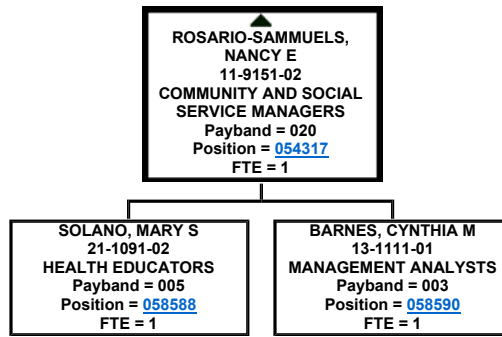 ROSARIO-SAMMUELS,
NANCY E
11-9151-02
COMMUNITY AND SOCIAL
SERVICE MANAGERS
Payband = 020
Position = 054317
FTE = 1
SOLANO, MARY S
21-1091-02
HEALTH EDUCATORS
Payband = 005
Position = 058588
FTE = 1
BARNES, CYNTHIA M
13-1111-01
MANAGEMENT ANALYSTS
Payband = 003
Position = 058590
FTE = 1